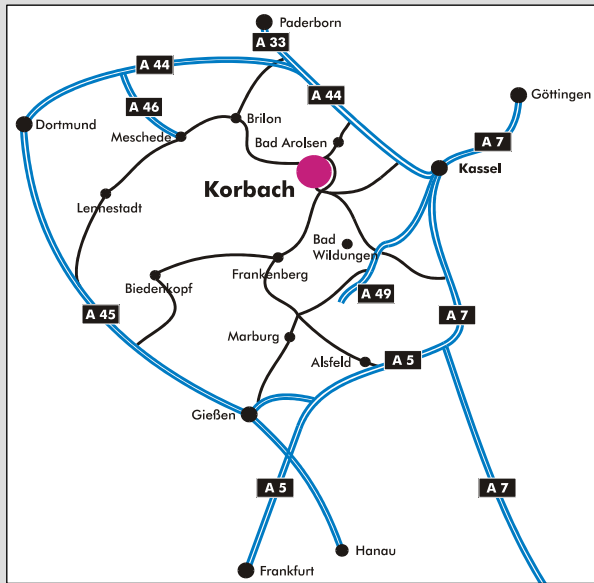 Paderborn
A 33
A 44
A 44
Göttingen
A 46
Brilon
Dortmund
Meschede
Bad Arolsen
A 7
Kassel
Korbach
Lennestadt
Bad
Wildungen
Frankenberg
Biedenkopf
A 49
A 45
A 7
Marburg
Alsfeld
A 5
Gießen
A 5
A 7
Hanau
Frankfurt